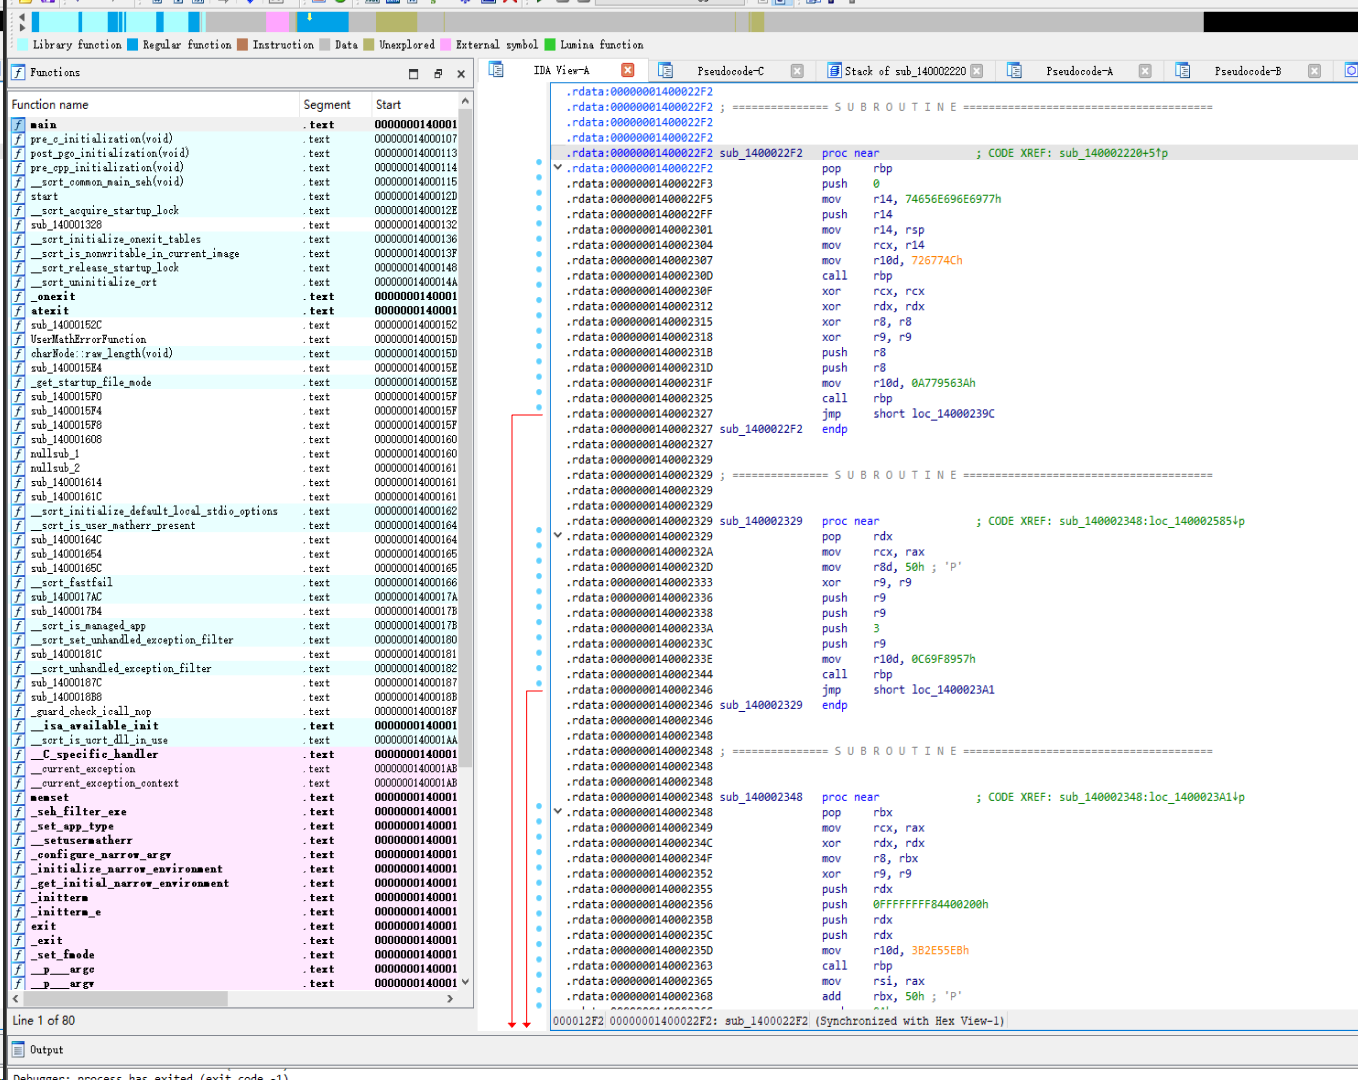 Library function Regular function Instruction Data Unexplored External symbol Lumina function
Functions
Function name Segment Start
main .text 0000000140001
pre_c_initialization(void) .text 000000014000107
post_pgo_initialization(void) .text 000000014000113
pre_cpp_initialization(void) .text 000000014000114
__scrt_common_main_seh(void) .text 000000014000115
start .text 00000001400012D
__scrt_acquire_startup_lock .text 00000001400012E
sub_140001328 .text 000000014000132
__scrt_initialize_onexit_tables .text 000000014000136
__scrt_is_nonwritable_in_current_image .text 00000001400013F
__scrt_release_startup_lock .text 000000014000148
__scrt_uninitialize_crt .text 00000001400014A
_onexit .text 0000000140001
atexit .text 0000000140001
sub_14000152C .text 000000014000152
UserMathErrorFunction .text 00000001400015D
charNode::raw_length(void) .text 00000001400015D
sub_1400015E4 .text 00000001400015E
_get_startup_file_mode .text 00000001400015E
sub_1400015F0 .text 00000001400015F
sub_1400015F4 .text 00000001400015F
sub_1400015F8 .text 00000001400015F
sub_140001608 .text 000000014000160
nullsub_1 .text 000000014000160
nullsub_2 .text 000000014000161
sub_140001614 .text 000000014000161
sub_14000161C .text 000000014000161
__scrt_initialize_default_local_stdio_options .text 000000014000162
__scrt_is_user_matherr_present .text 000000014000164
sub_14000164C .text 000000014000164
sub_140001654 .text 000000014000165
sub_14000165C .text 000000014000165
__scrt_fastfail .text 000000014000166
sub_1400017AC .text 00000001400017A
sub_1400017B4 .text 00000001400017B
__scrt_is_managed_app .text 00000001400017B
__scrt_set_unhandled_exception_filter .text 000000014000180
sub_14000181C .text 000000014000181
__scrt_unhandled_exception_filter .text 000000014000182
sub_14000187C .text 000000014000187
sub_1400018B8 .text 00000001400018B
_guard_check_icall_nop .text 00000001400018F
__isa_available_init .text 0000000140001
__scrt_is_ucrt_dll_in_use .text 0000000140001AA
__C_specific_handler .text 0000000140001
__current_exception .text 0000000140001AB
__current_exception_context .text 0000000140001AB
memset .text 0000000140001
_seh_filter_exe .text 0000000140001
_set_app_type .text 0000000140001
__setusermatherr .text 0000000140001
_configure_narrow_argv .text 0000000140001
_initialize_narrow_environment .text 0000000140001
_get_initial_narrow_environment .text 0000000140001
_initterm .text 0000000140001
_initterm_e .text 0000000140001
exit .text 0000000140001
_exit .text 0000000140001
_set_fmode .text 0000000140001
__p___argc .text 0000000140001
__p___argv .text 0000000140001
Line 1 of 80
IDA View-A Pseudocode-C Stack of sub_140002220 Pseudocode-A Pseudocode-B
.rdata:00000001400022F2
.rdata:00000001400022F2 ; =============== S U B R O U T I N E =======================================
.rdata:00000001400022F2
.rdata:00000001400022F2
.rdata:00000001400022F2 sub_1400022F2 proc near ; CODE XREF: sub_140002220+5↑p
.rdata:00000001400022F2 pop rbp
.rdata:00000001400022F3 push 0
.rdata:00000001400022F5 mov r14, 74656E696E6977h
.rdata:00000001400022FF push r14
.rdata:0000000140002301 mov r14, rsp
.rdata:0000000140002304 mov rcx, r14
.rdata:0000000140002307 mov r10d, 726774Ch
.rdata:000000014000230D call rbp
.rdata:000000014000230F xor rcx, rcx
.rdata:0000000140002312 xor rdx, rdx
.rdata:0000000140002315 xor r8, r8
.rdata:0000000140002318 xor r9, r9
.rdata:000000014000231B push r8
.rdata:000000014000231D push r8
.rdata:000000014000231F mov r10d, 0A779563Ah
.rdata:0000000140002325 call rbp
.rdata:0000000140002327 jmp short loc_14000239C
.rdata:0000000140002327 sub_1400022F2 endp
.rdata:0000000140002327
.rdata:0000000140002329
.rdata:0000000140002329 ; =============== S U B R O U T I N E =======================================
.rdata:0000000140002329
.rdata:0000000140002329
.rdata:0000000140002329 sub_140002329 proc near ; CODE XREF: sub_140002348:loc_140002585↓p
.rdata:0000000140002329 pop rdx
.rdata:000000014000232A mov rcx, rax
.rdata:000000014000232D mov r8d, 50h ; 'P'
.rdata:0000000140002333 xor r9, r9
.rdata:0000000140002336 push r9
.rdata:0000000140002338 push r9
.rdata:000000014000233A push 3
.rdata:000000014000233C push r9
.rdata:000000014000233E mov r10d, 0C69F8957h
.rdata:0000000140002344 call rbp
.rdata:0000000140002346 jmp short loc_1400023A1
.rdata:0000000140002346 sub_140002329 endp
.rdata:0000000140002346
.rdata:0000000140002348
.rdata:0000000140002348 ; =============== S U B R O U T I N E =======================================
.rdata:0000000140002348
.rdata:0000000140002348
.rdata:0000000140002348 sub_140002348 proc near ; CODE XREF: sub_140002348:loc_1400023A1↓p
.rdata:0000000140002348 pop rbx
.rdata:0000000140002349 mov rcx, rax
.rdata:000000014000234C xor rdx, rdx
.rdata:000000014000234F mov r8, rbx
.rdata:0000000140002352 xor r9, r9
.rdata:0000000140002355 push rdx
.rdata:0000000140002356 push 0FFFFFFFF84400200h
.rdata:000000014000235B push rdx
.rdata:000000014000235C push rdx
.rdata:000000014000235D mov r10d, 3B2E55EBh
.rdata:0000000140002363 call rbp
.rdata:0000000140002365 mov rsi, rax
.rdata:0000000140002368 add rbx, 50h ; 'P'
000012F2 00000001400022F2: sub_1400022F2 (Synchronized with Hex View-1)
Output
Debugger: process has exited (exit code -1)